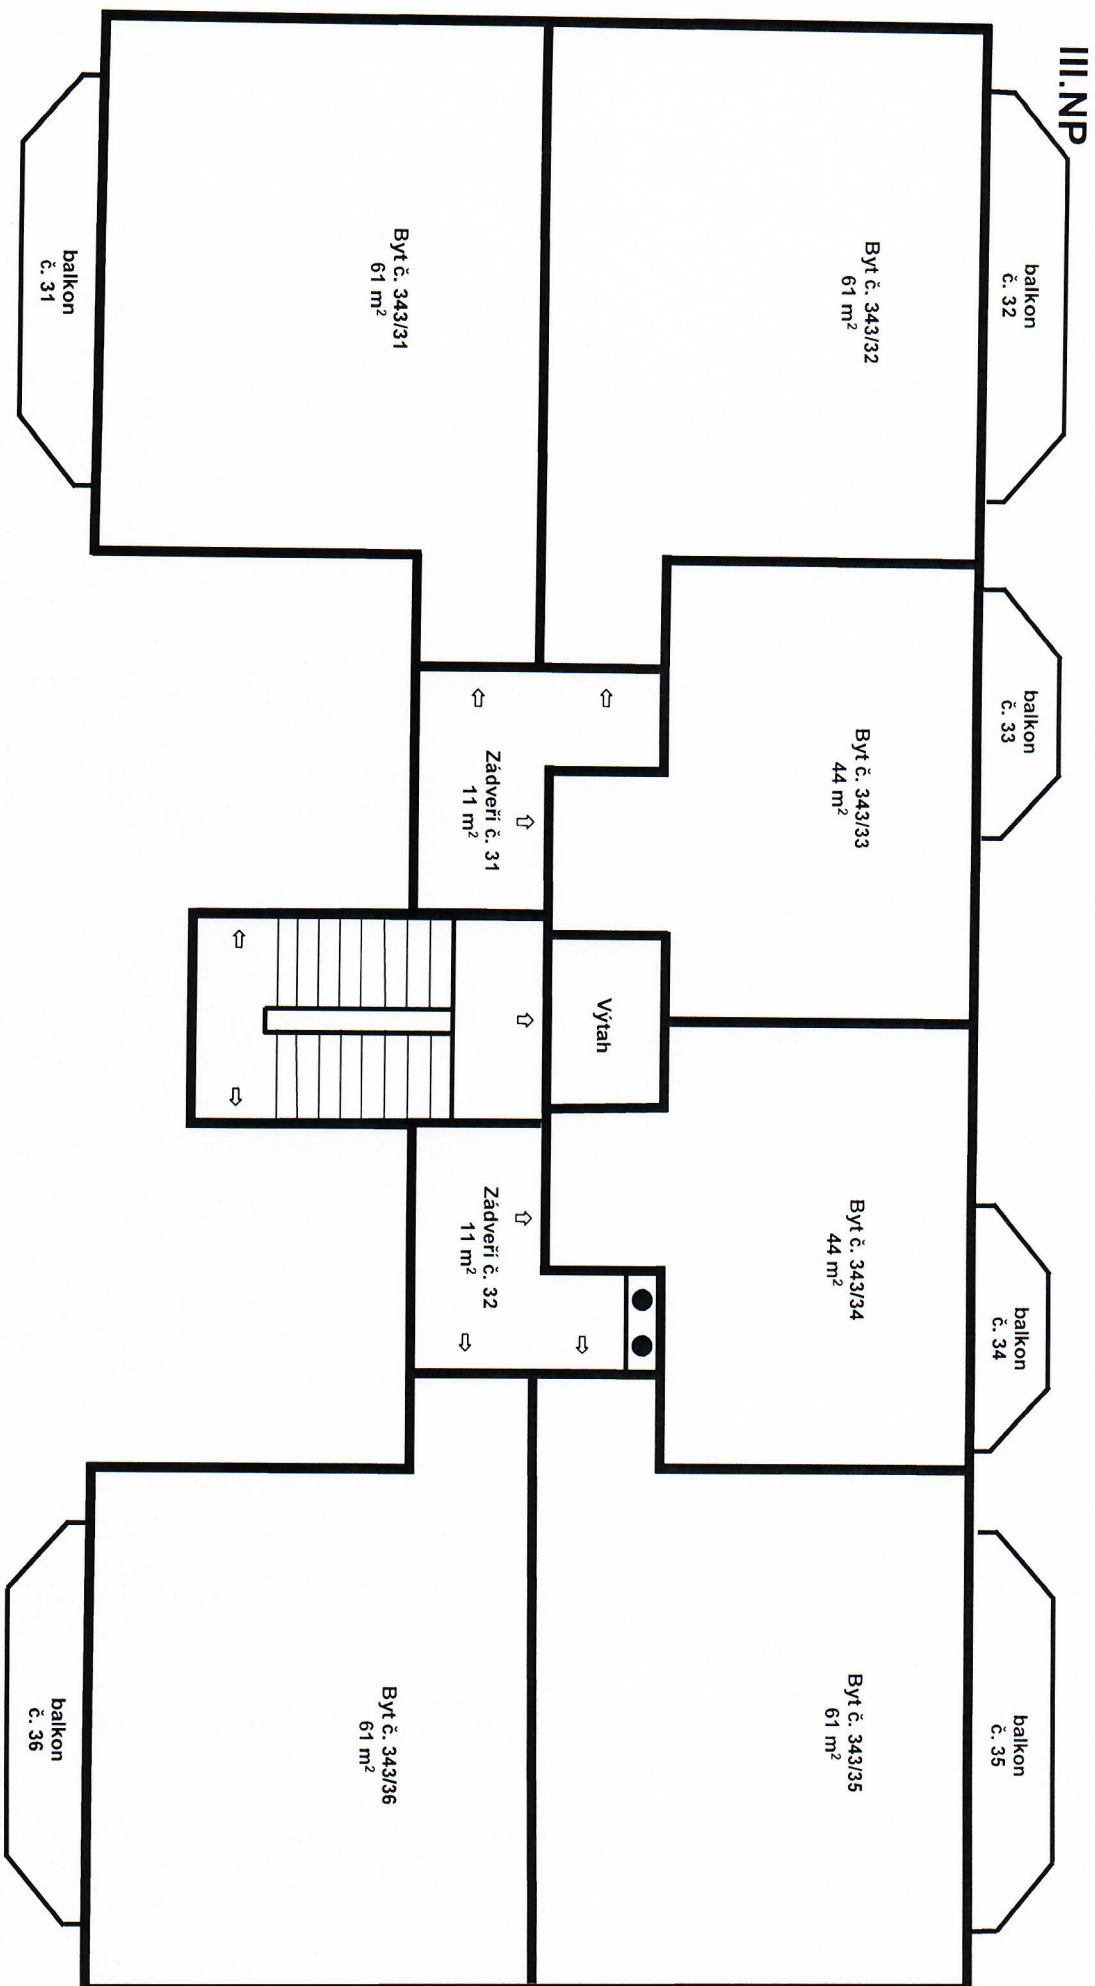 III.NP
balkon
č. 32
balkon
č. 33
balkon
č. 34
balkon
č. 35
Byt č. 343/32
61 m²
Byt č. 343/33
44 m²
Byt č. 343/34
44 m²
Byt č. 343/35
61 m²
Výtah
Zádveří č. 31
11 m²
Zádveří č. 32
11 m²
Byt č. 343/31
61 m²
Byt č. 343/36
61 m²
balkon
č. 31
balkon
č. 36